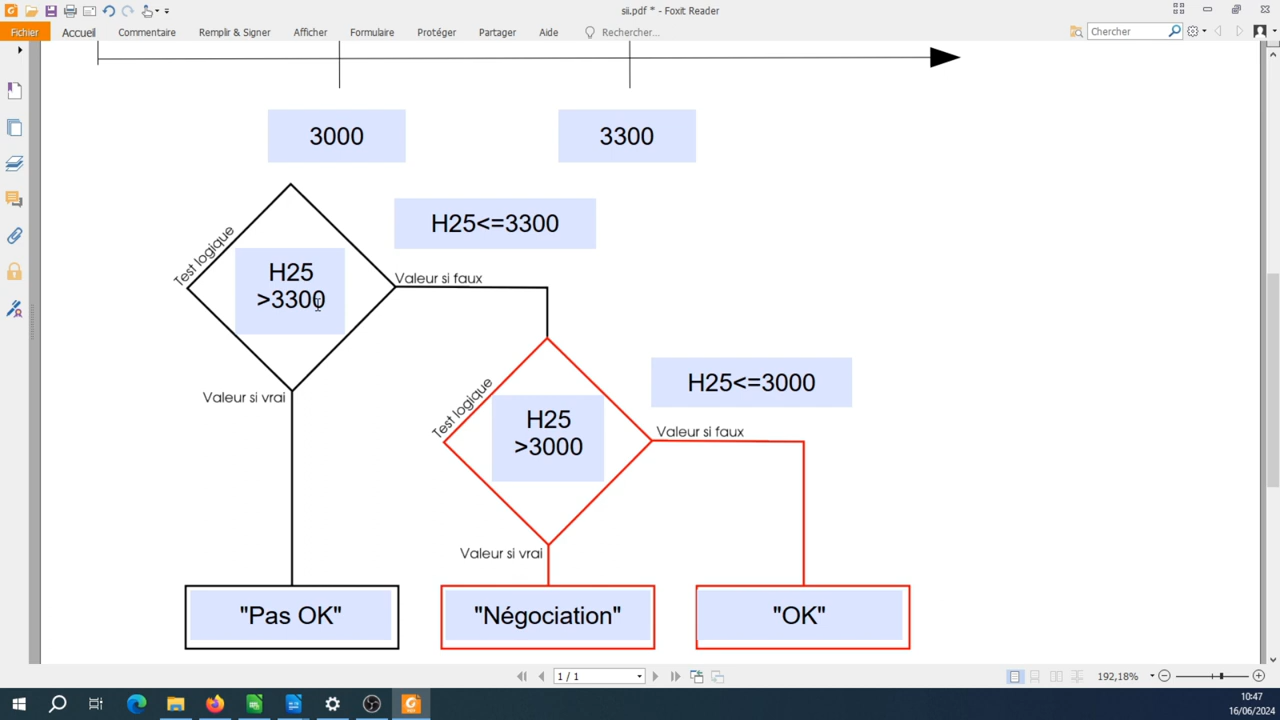 sii.pdf * - Foxit Reader
Fichier Accueil Commentaire Remplir & Signer Afficher Formulaire Protéger Partager Aide Rechercher... Chercher
3000 3300
H25<=3300
Test logique
H25
>3300
Valeur si faux
Valeur si vrai
H25<=3000
Test logique
H25
>3000
Valeur si faux
Valeur si vrai
"Pas OK" "Négociation" "OK"
1 / 1 192,18%
10:47
16/06/2024